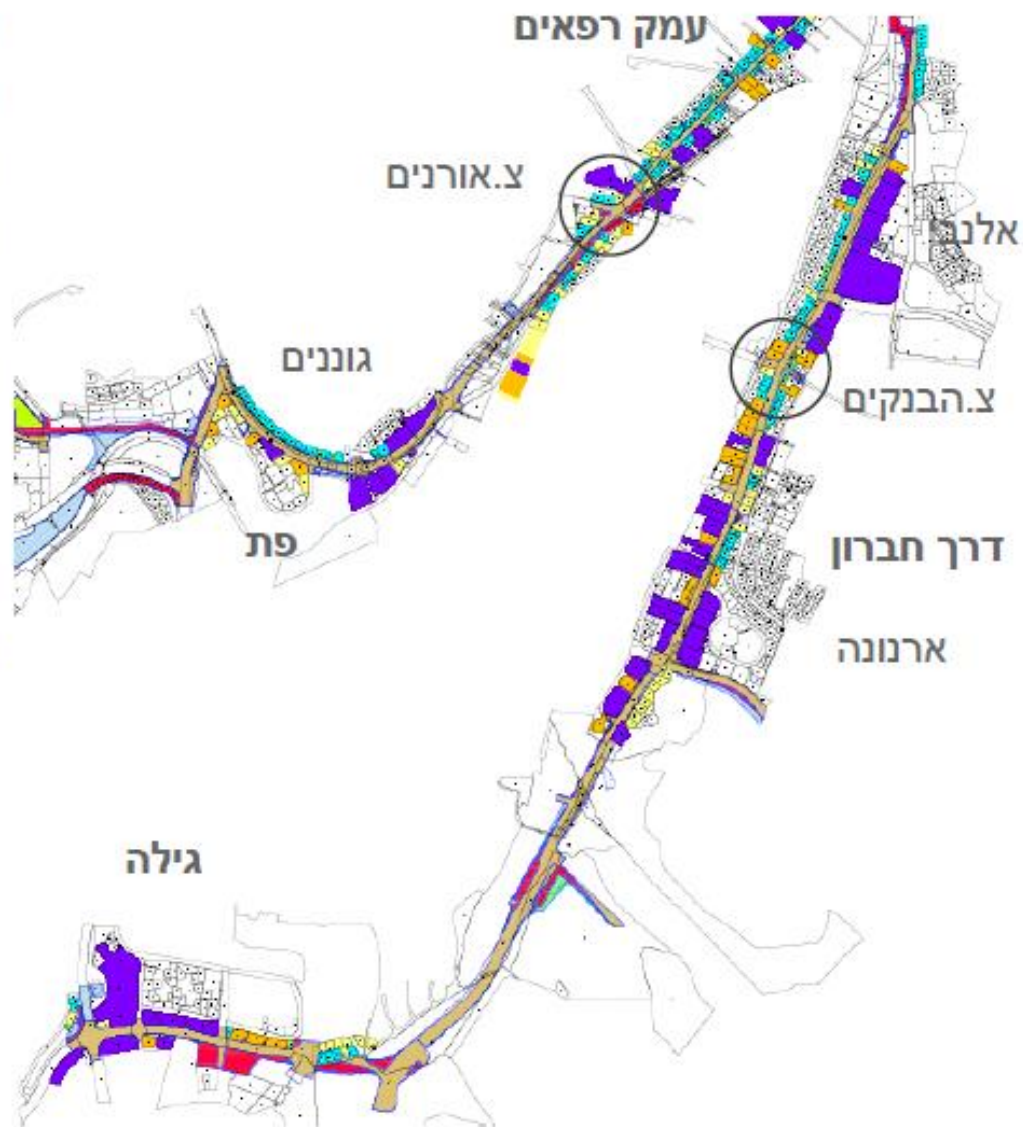 עמק רפאים
צ.אורנים
אלנבי
גוננים
צ.הבנקים
פת
דרך חברון
ארנונה
גילה